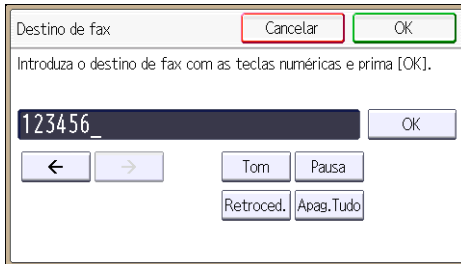 Destino de fax Cancelar OK
Introduza o destino de fax com as teclas numéricas e prima [OK].
123456_ OK
← → Tom Pausa
Retroced. Apag.Tudo